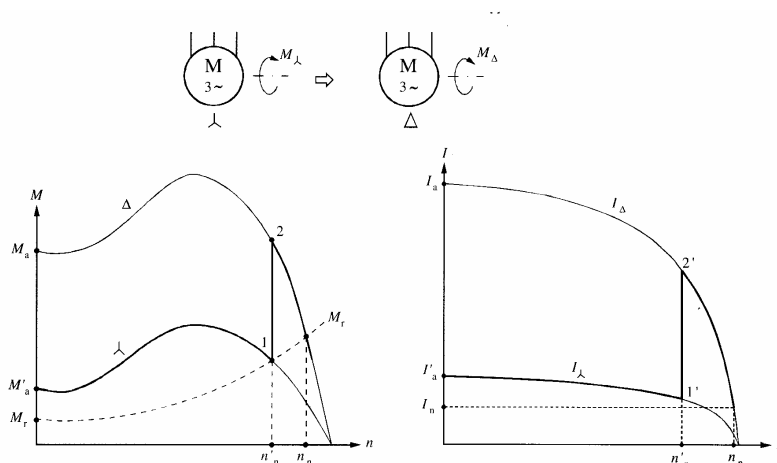 M 3~ M⅄
⇨
M 3~ MΔ
⅄
Δ
M
Δ
Ma
2
1
Mr
⅄
M'a
Mr
n
n'n
nn
I
Ia
IΔ
2'
I'a
I⅄
1'
In
n'n
nn